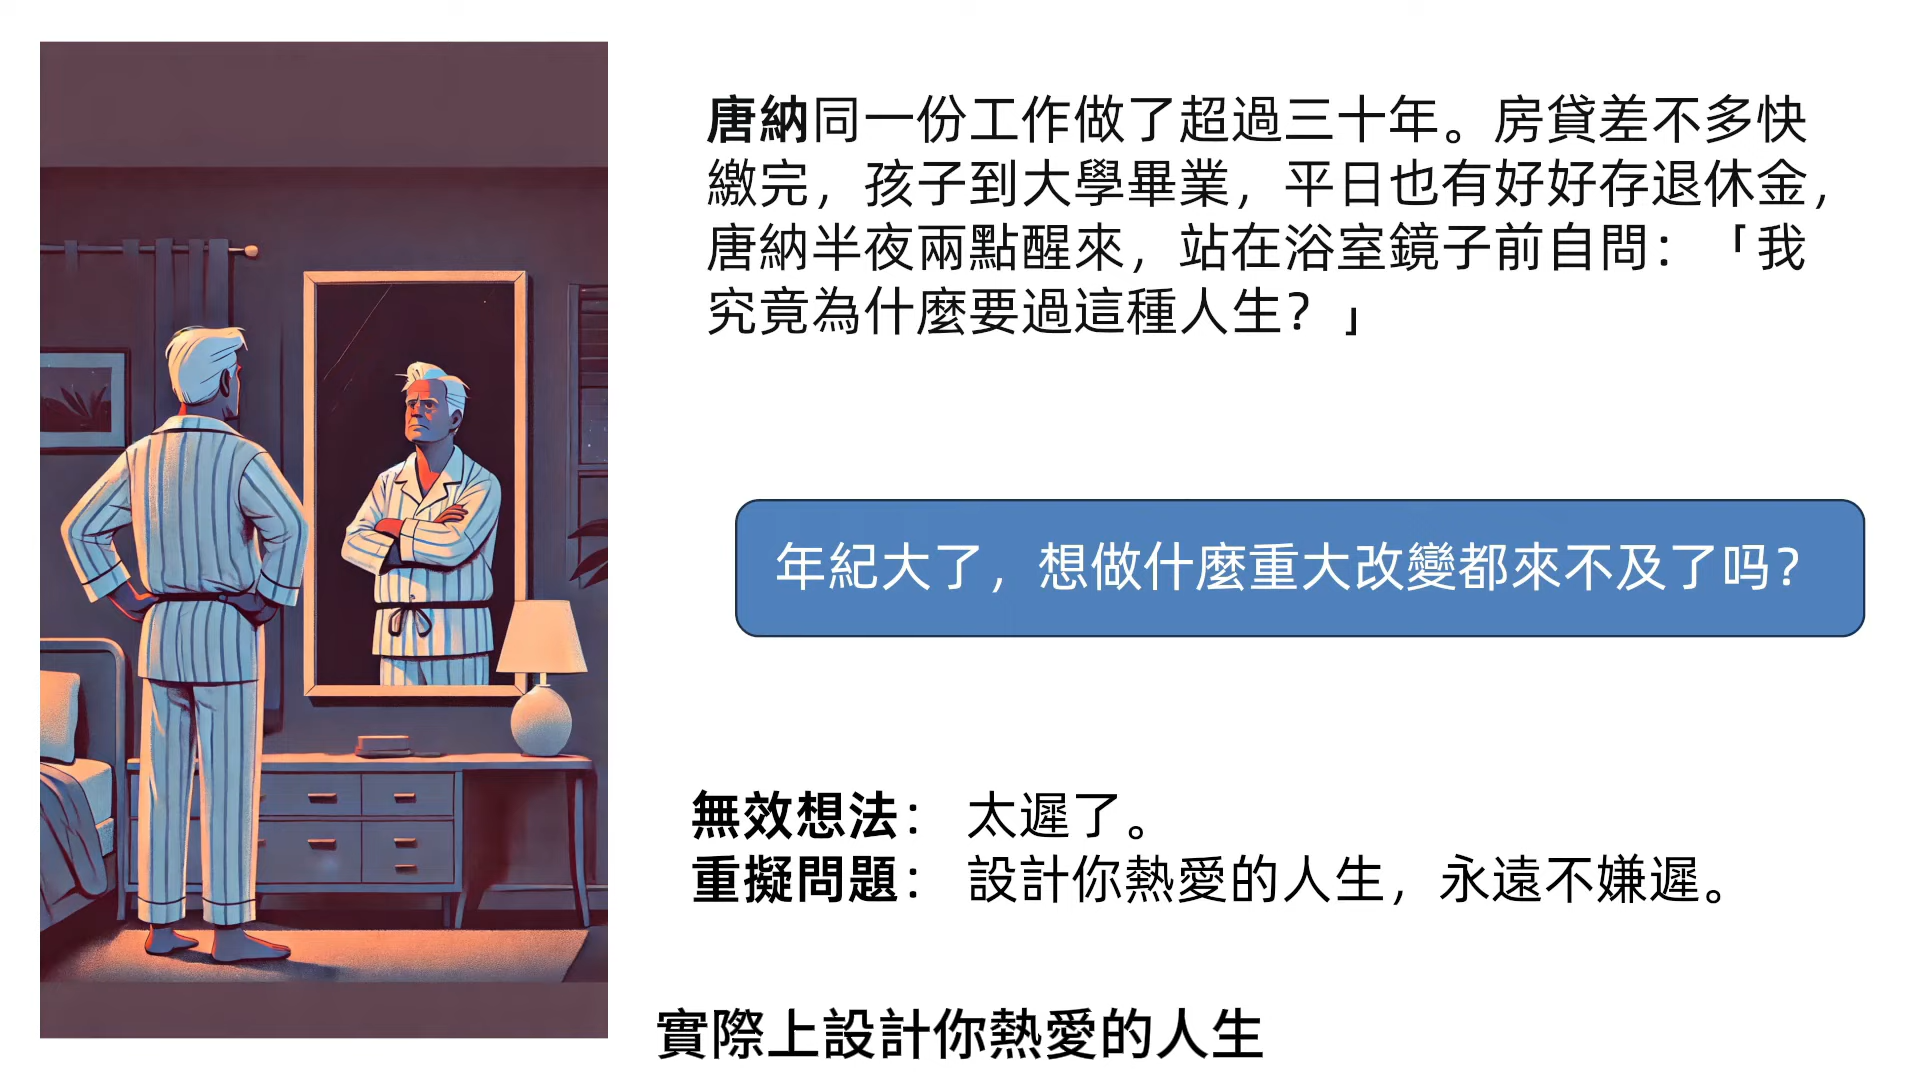 唐納同一份工作做了超過三十年。房貸差不多快
繳完，孩子到大學畢業，平日也有好好存退休金，
唐納半夜兩點醒來，站在浴室鏡子前自問：「我
究竟為什麼要過這種人生？」
年紀大了，想做什麼重大改變都來不及了吗？
無效想法： 太遲了。
重擬問題： 設計你熱愛的人生，永遠不嫌遲。
實際上設計你熱愛的人生